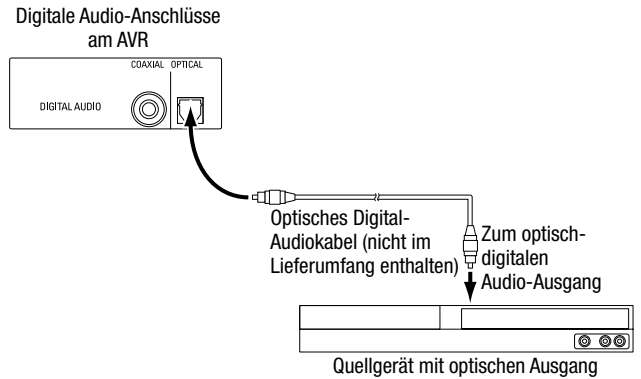 Digitale Audio-Anschlüsse
am AVR
COAXIAL OPTICAL
DIGITAL AUDIO
Optisches Digital-
Audiokabel (nicht im
Lieferumfang enthalten)
Zum optisch-
digitalen
Audio-Ausgang
Quellgerät mit optischen Ausgang